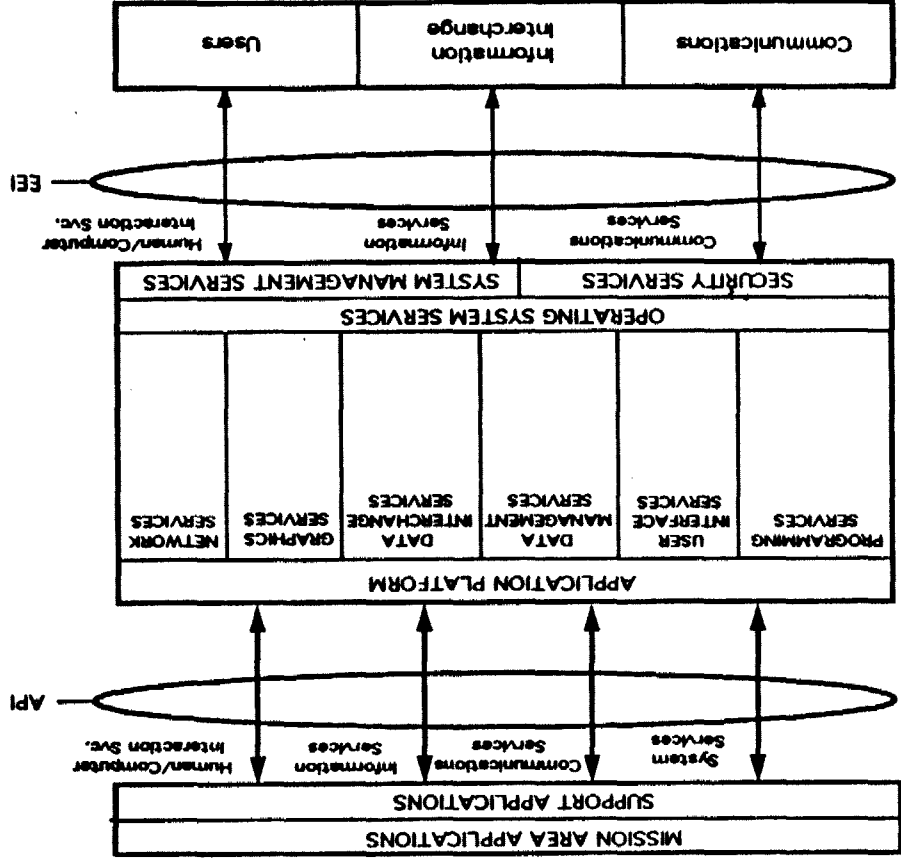 MISSION AREA APPLICATIONS
SUPPORT APPLICATIONS
System
Services
Communications
Services
Information
Services
Human/Computer
Interaction Svc.
API
APPLICATION PLATFORM
PROGRAMMING
SERVICES
USER
INTERFACE
SERVICES
DATA
MANAGEMENT
SERVICES
DATA
INTERCHANGE
SERVICES
GRAPHICS
SERVICES
NETWORK
SERVICES
OPERATING SYSTEM SERVICES
SECURITY SERVICES
SYSTEM MANAGEMENT SERVICES
Communications
Services
Information
Services
Human/Computer
Interaction Svc.
EEI
Communications
Information
Interchange
Users